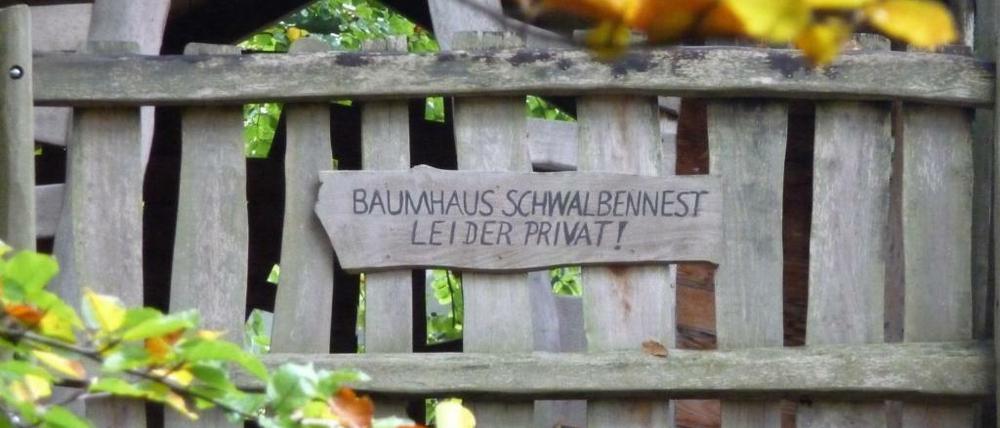 BAUMHAUS SCHWALBENNEST
LEIDER PRIVAT!